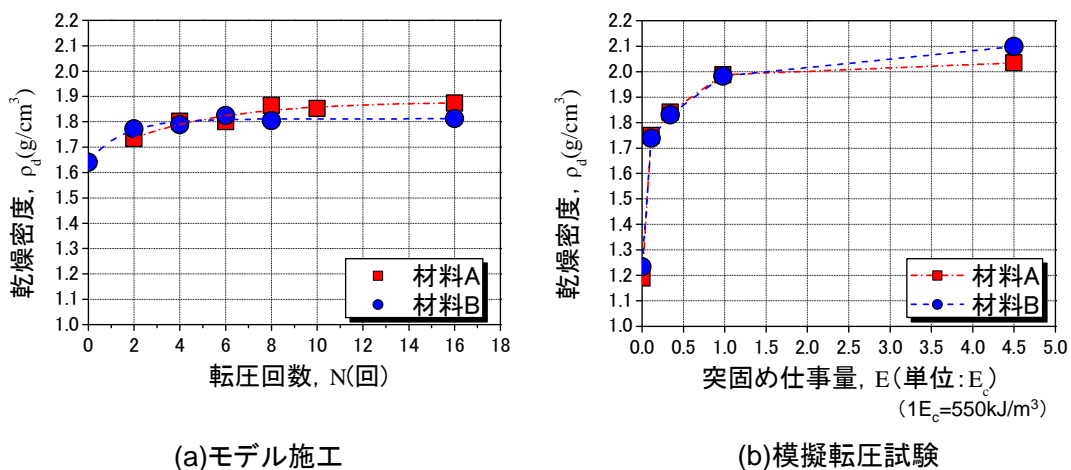 2.2
2.1
2.0
1.9
1.8
1.7
1.6
1.5
1.4
1.3
1.2
1.1
1.0
乾燥密度, ρd(g/cm³)
0 2 4 6 8 10 12 14 16 18
転圧回数, N(回)
材料A
材料B
(a)モデル施工
2.2
2.1
2.0
1.9
1.8
1.7
1.6
1.5
1.4
1.3
1.2
1.1
1.0
乾燥密度, ρd(g/cm³)
0.0 0.5 1.0 1.5 2.0 2.5 3.0 3.5 4.0 4.5 5.0
突固め仕事量, E(単位:Ec)
(1Ec=550kJ/m³)
材料A
材料B
(b)模擬転圧試験